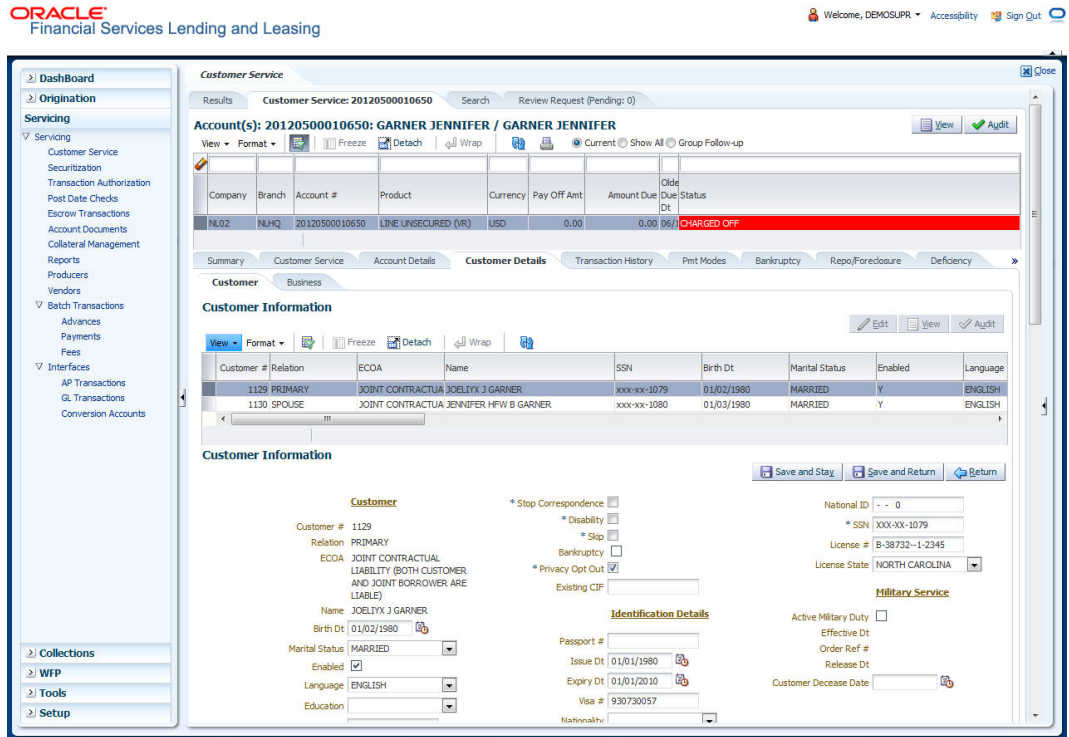 ORACLE
Financial Services Lending and Leasing
Welcome, DEMOSUPR Accessibility Sign Out
Close
DashBoard
Origination
Servicing
Servicing
Customer Service
Securitization
Transaction Authorization
Post Date Checks
Escrow Transactions
Account Documents
Collateral Management
Reports
Producers
Vendors
Batch Transactions
Advances
Payments
Fees
Interfaces
AP Transactions
GL Transactions
Conversion Accounts
Collections
WFP
Tools
Setup
Customer Service
Results Customer Service: 20120500010650 Search Review Request (Pending: 0)
Account(s): 20120500010650: GARNER JENNIFER / GARNER JENNIFER
View Audit
View Format Freeze Detach Wrap Current Show All Group Follow-up
Company Branch Account # Product Currency Pay Off Amt Amount Due Olde Due Dt Status
NL02 NLHQ 20120500010650 LINE UNSECURED (VR) USD 0.00 0.00 06/1 CHARGED OFF
Summary Customer Service Account Details Customer Details Transaction History Pmt Modes Bankruptcy Repo/Foreclosure Deficiency »
Customer Business
Customer Information
Edit View Audit
View Format Freeze Detach Wrap
Customer # Relation ECOA Name SSN Birth Dt Marital Status Enabled Language
1129 PRIMARY JOINT CONTRACTUA JOELIYX J GARNER xxx-xx-1079 01/02/1980 MARRIED Y ENGLISH
1130 SPOUSE JOINT CONTRACTUA JENNIFER HFW B GARNER xxx-xx-1080 01/03/1980 MARRIED Y ENGLISH
Customer Information
Save and Stay Save and Return Return
Customer
Customer # 1129
Relation PRIMARY
ECOA JOINT CONTRACTUAL
LIABILITY (BOTH CUSTOMER
AND JOINT BORROWER ARE
LIABLE)
Name JOELIYX J GARNER
Birth Dt 01/02/1980
Marital Status MARRIED
Enabled
Language ENGLISH
Education
* Stop Correspondence
* Disability
* Skip
Bankruptcy
* Privacy Opt Out
Existing CIF
Identification Details
Passport #
Issue Dt 01/01/1980
Expiry Dt 01/01/2010
Visa # 930730057
Nationality
National ID - - 0
* SSN XXX-XX-1079
License # B-38732--1-2345
License State NORTH CAROLINA
Military Service
Active Military Duty
Effective Dt
Order Ref #
Release Dt
Customer Decease Date